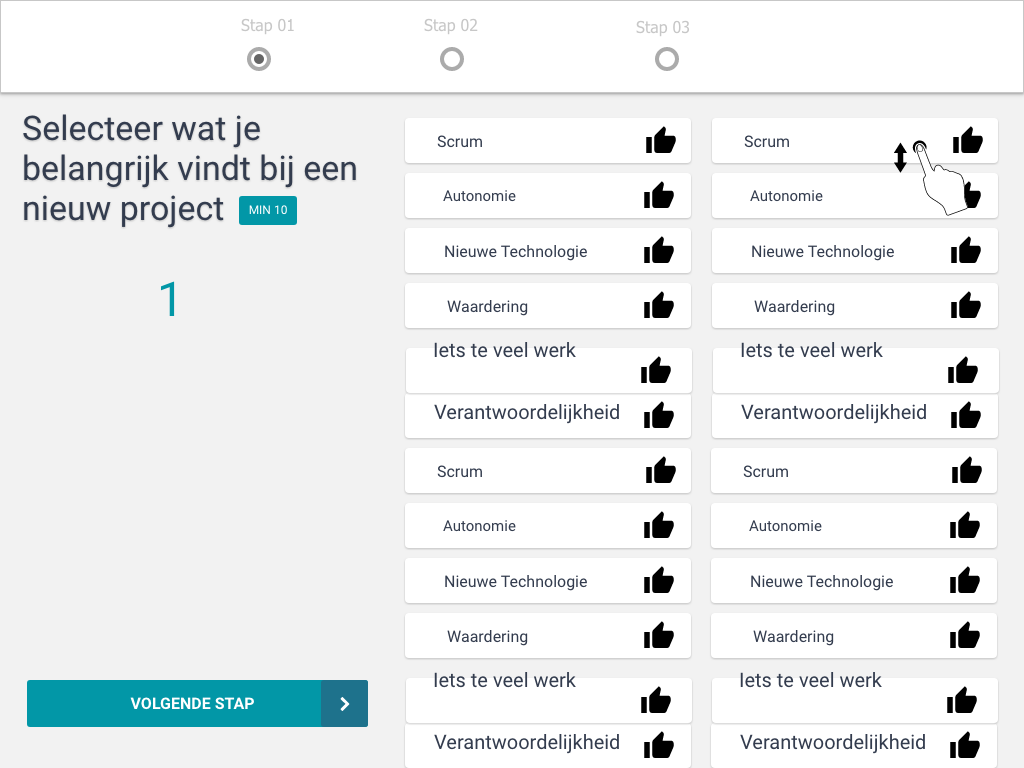 Stap 01
Stap 02
Stap 03
Selecteer wat je
belangrijk vindt bij een
nieuw project
MIN 10
1
VOLGENDE STAP
Scrum
Autonomie
Nieuwe Technologie
Waardering
Iets te veel werk
Verantwoordelijkheid
Scrum
Autonomie
Nieuwe Technologie
Waardering
Iets te veel werk
Verantwoordelijkheid
Scrum
Autonomie
Nieuwe Technologie
Waardering
Iets te veel werk
Verantwoordelijkheid
Scrum
Autonomie
Nieuwe Technologie
Waardering
Iets te veel werk
Verantwoordelijkheid